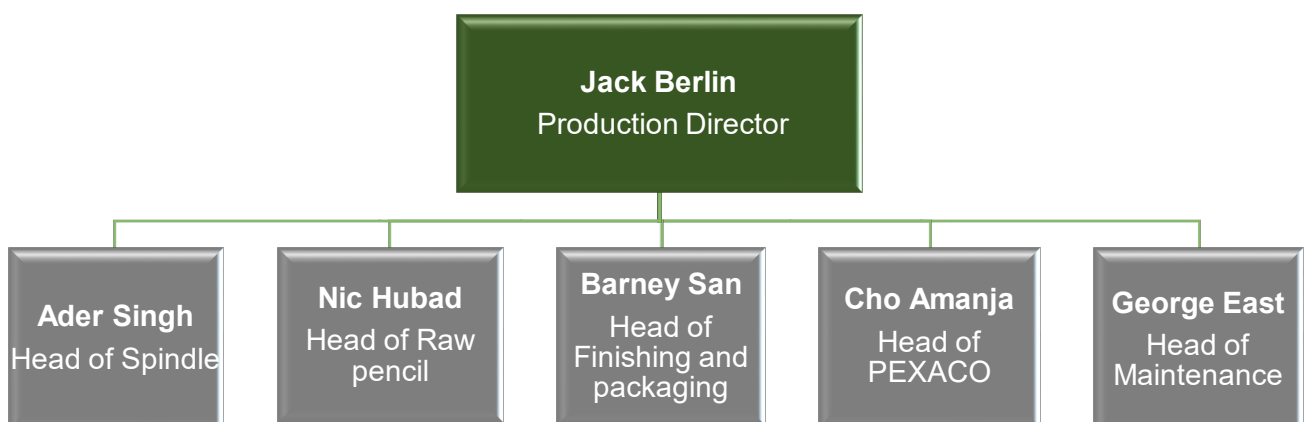 Jack Berlin
Production Director
Ader Singh
Head of Spindle
Nic Hubad
Head of Raw
pencil
Barney San
Head of
Finishing and
packaging
Cho Amanja
Head of
PEXACO
George East
Head of
Maintenance